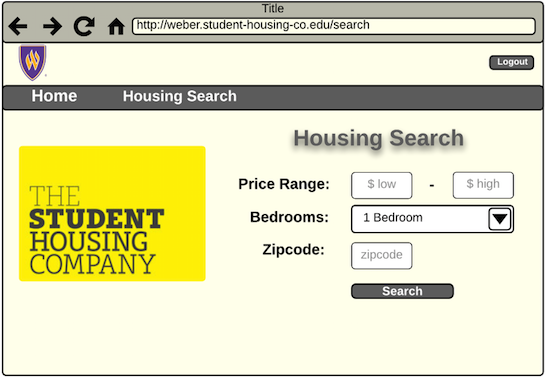 Title
http://weber.student-housing-co.edu/search
W
Logout
Home Housing Search
Housing Search
THE
STUDENT
HOUSING
COMPANY
Price Range: $ low - $ high
Bedrooms: 1 Bedroom
Zipcode: zipcode
Search